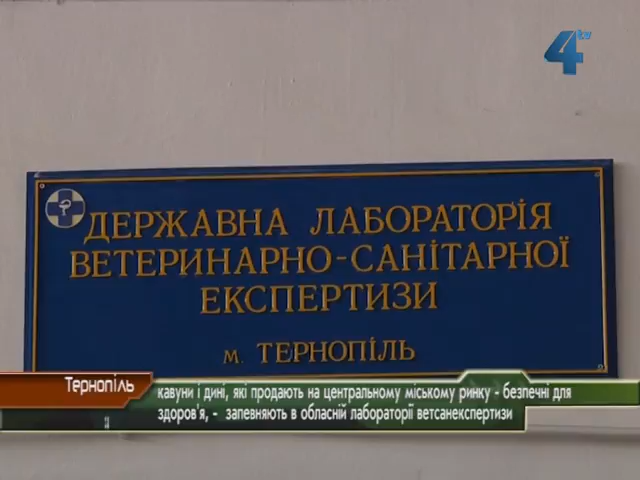 4tv
ДЕРЖАВНА ЛАБОРАТОРІЯ
ВЕТЕРИНАРНО-САНІТАРНОЇ
ЕКСПЕРТИЗИ
м. ТЕРНОПІЛЬ
Тернопіль
кавуни і дині, які продають на центральному міському ринку - безпечні для
здоров'я, - запевняють в обласній лабораторії ветсанекспертизи